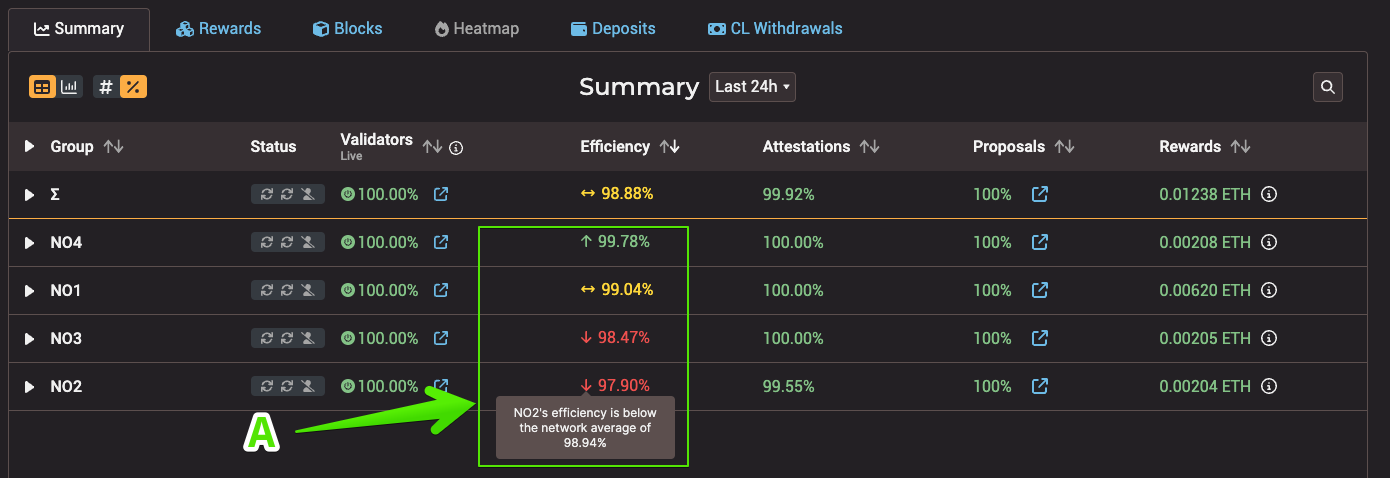 Summary Rewards Blocks Heatmap Deposits CL Withdrawals
# % Summary Last 24h
Group Status Validators Efficiency Attestations Proposals Rewards
Live
Σ 100.00% 98.88% 99.92% 100% 0.01238 ETH
NO4 100.00% 99.78% 100.00% 100% 0.00208 ETH
NO1 100.00% 99.04% 100.00% 100% 0.00620 ETH
NO3 100.00% 98.47% 100.00% 100% 0.00205 ETH
NO2 100.00% 97.90% 99.55% 100% 0.00204 ETH
A
NO2's efficiency is below
the network average of
98.94%